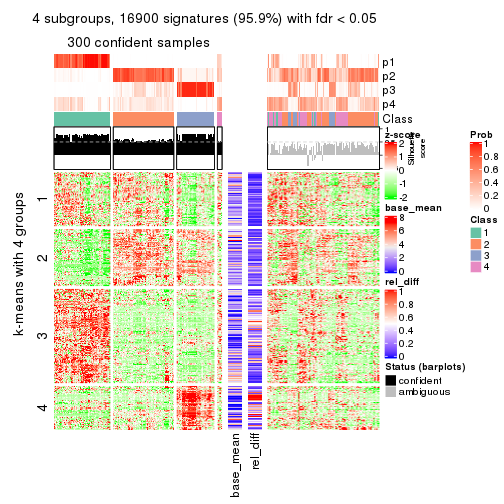 4 subgroups, 16900 signatures (95.9%) with fdr < 0.05
300 confident samples
p1
p2
p3
p4
Class
1
Silhouette
score
k-means with 4 groups
1
2
3
4
base_mean
rel_diff
z-score
2
1
0
-1
-2
base_mean
8
6
4
2
0
rel_diff
1
0.8
0.6
0.4
0.2
0
Status (barplots)
confident
ambiguous
Prob
1
0.8
0.6
0.4
0.2
0
Class
1
2
3
4